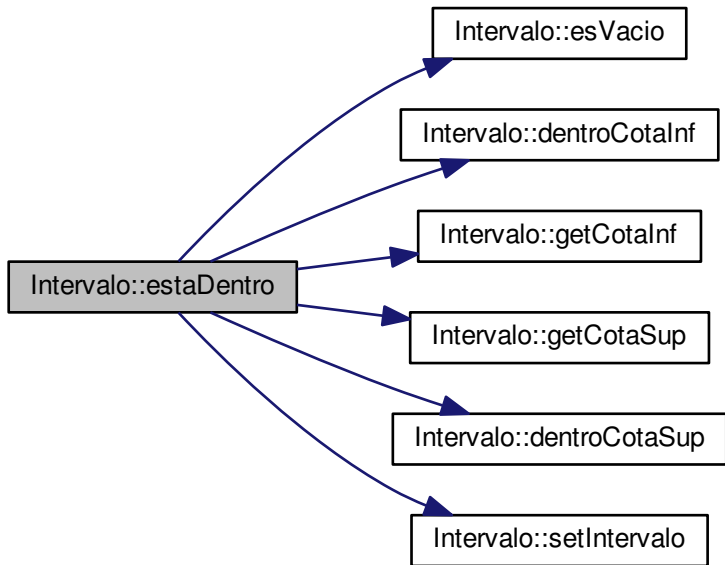 Intervalo::esVacio
Intervalo::dentroCotaInf
Intervalo::getCotaInf
Intervalo::estaDentro
Intervalo::getCotaSup
Intervalo::dentroCotaSup
Intervalo::setIntervalo